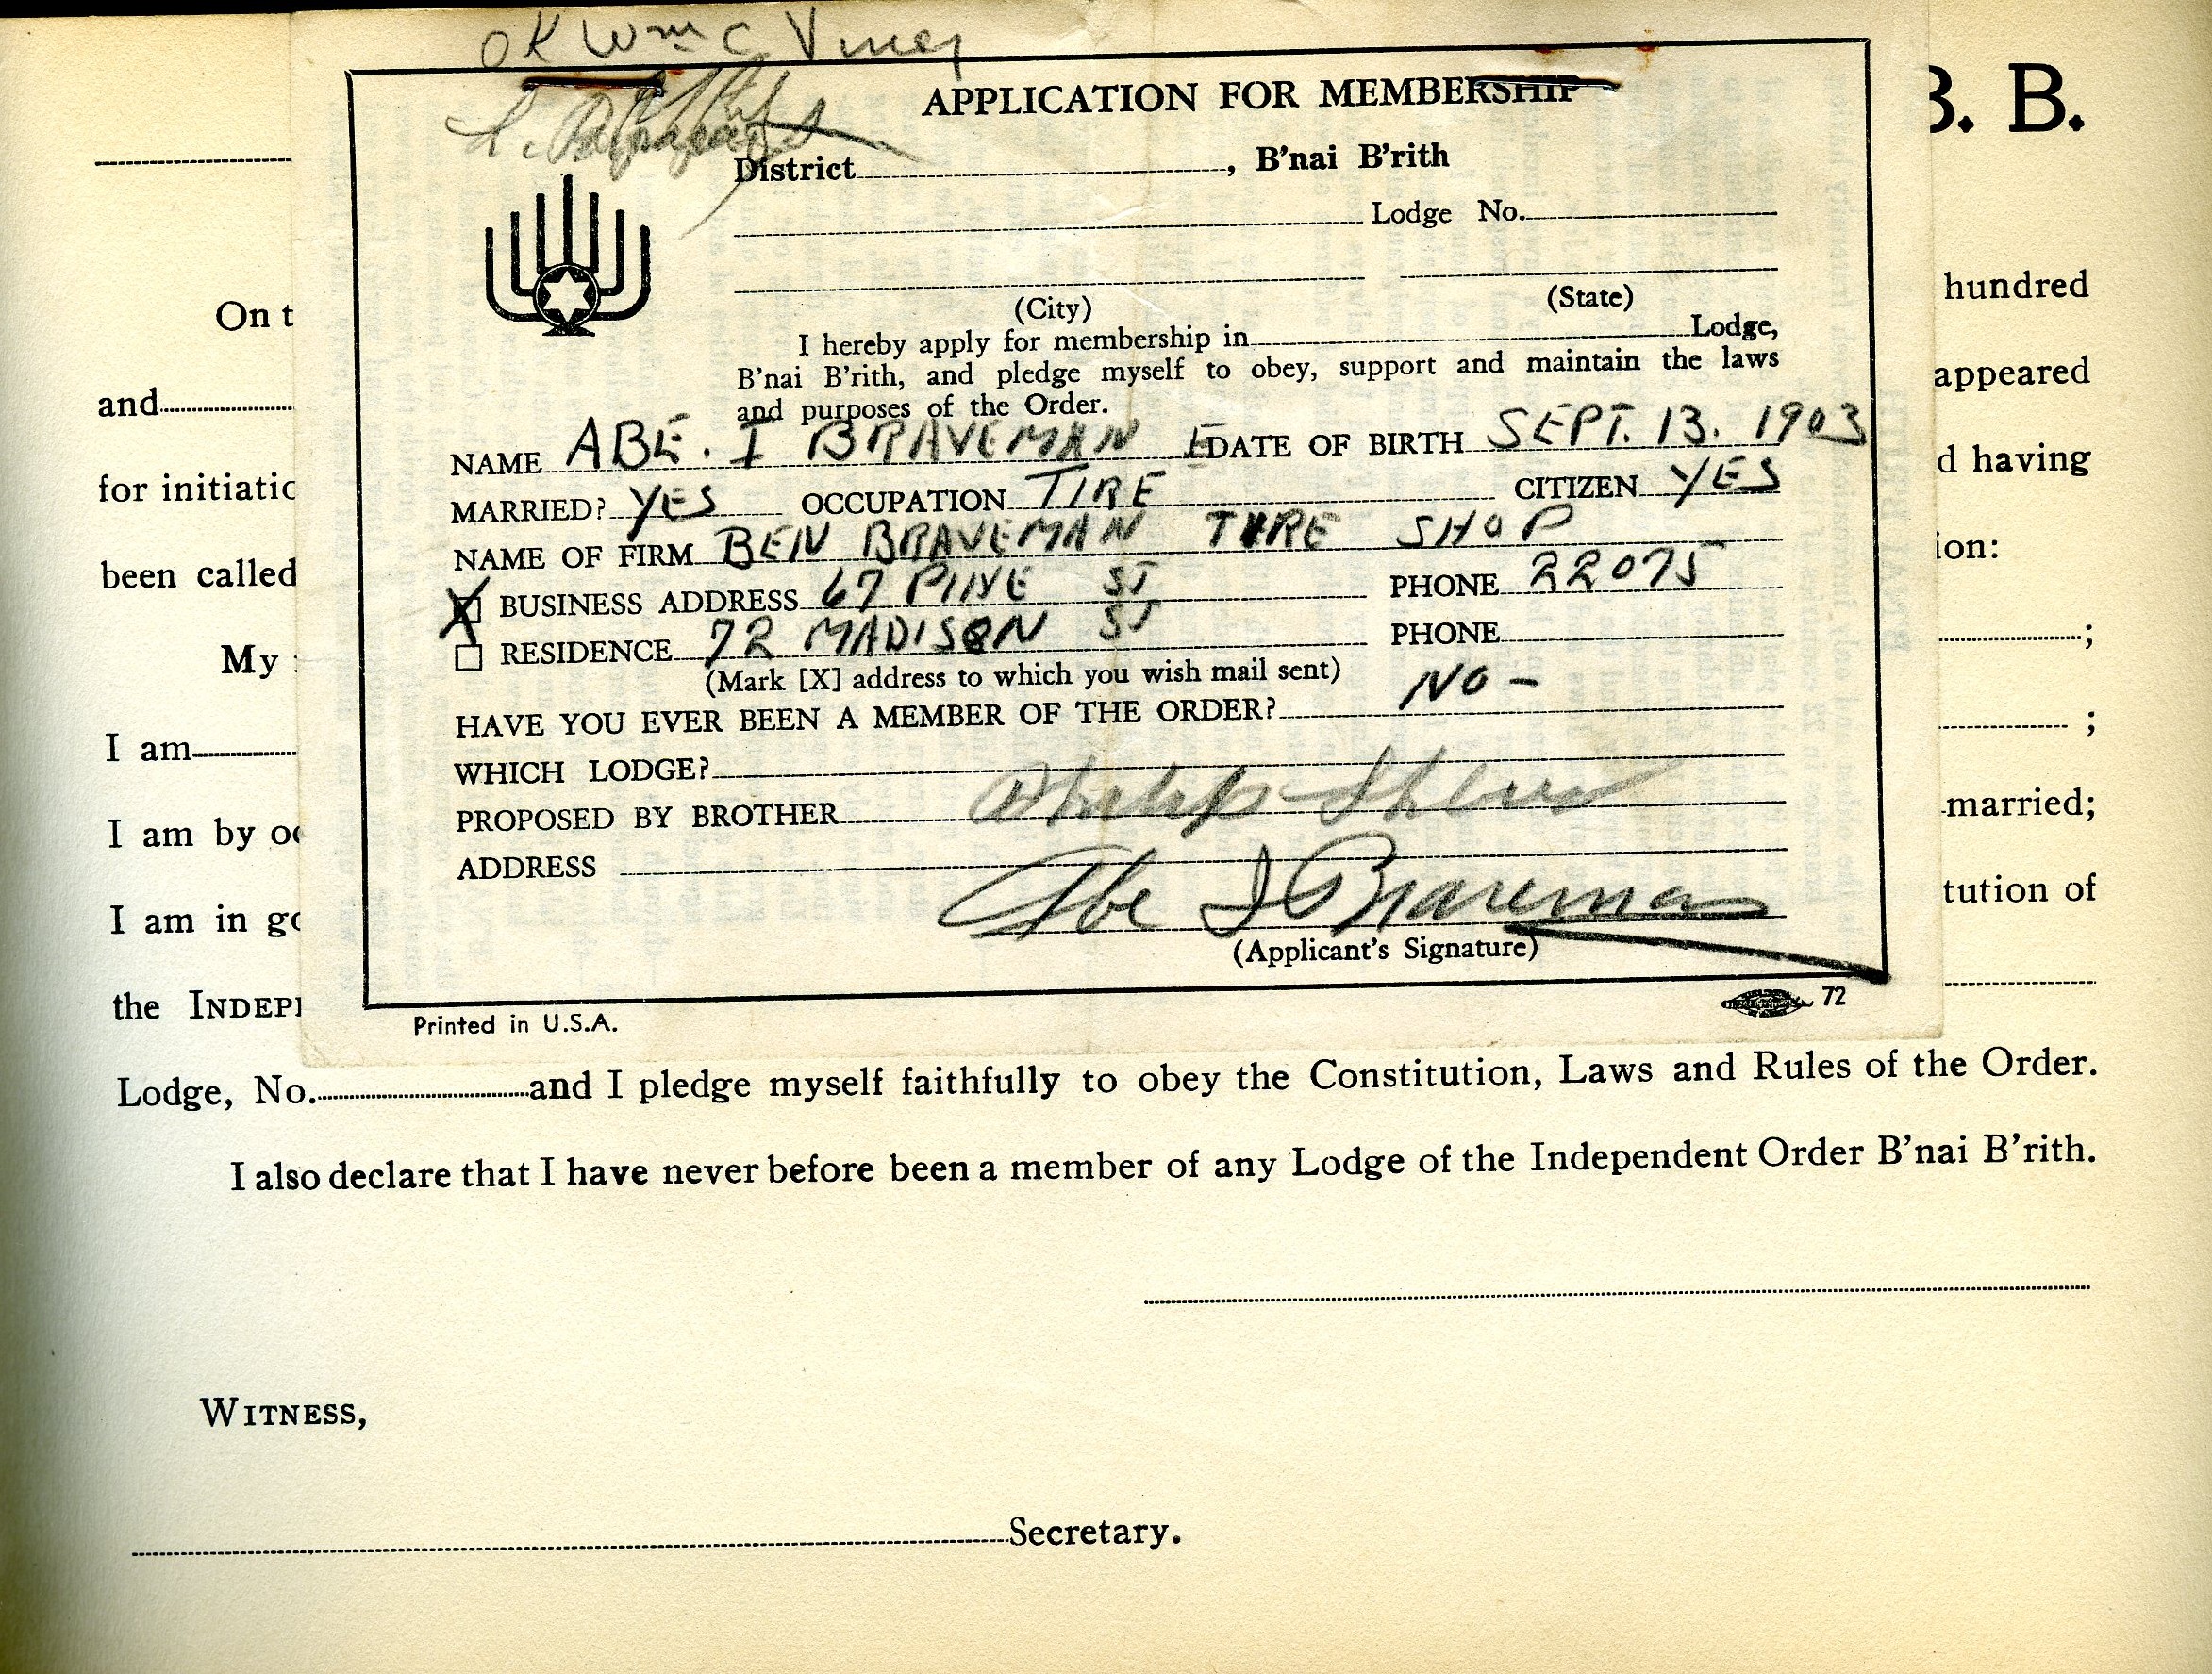 OK Wm C Viner
APPLICATION FOR MEMBERSHIP
B. B.
District, B'nai B'rith
Lodge No.
(City) (State)
On t hundred
I hereby apply for membership in Lodge,
B'nai B'rith, and pledge myself to obey, support and maintain the laws
and purposes of the Order.
and appeared
NAME ABE. I BRAVEMAN DATE OF BIRTH SEPT. 13. 1903
for initiatio d having
MARRIED? YES OCCUPATION TIRE CITIZEN YES
NAME OF FIRM BEN BRAVEMAN TIRE SHOP
been called ion:
X BUSINESS ADDRESS 67 PINE ST PHONE 22075
RESIDENCE 72 MADISON ST PHONE
My ;
(Mark [X] address to which you wish mail sent)
HAVE YOU EVER BEEN A MEMBER OF THE ORDER? NO -
I am ;
WHICH LODGE?
PROPOSED BY BROTHER Philip
I am by oc married;
ADDRESS
Abe I Braveman
I am in go tution of
(Applicant's Signature)
the INDEPE
72
Printed in U.S.A.
Lodge, No. and I pledge myself faithfully to obey the Constitution, Laws and Rules of the Order.
I also declare that I have never before been a member of any Lodge of the Independent Order B'nai B'rith.
WITNESS,
Secretary.